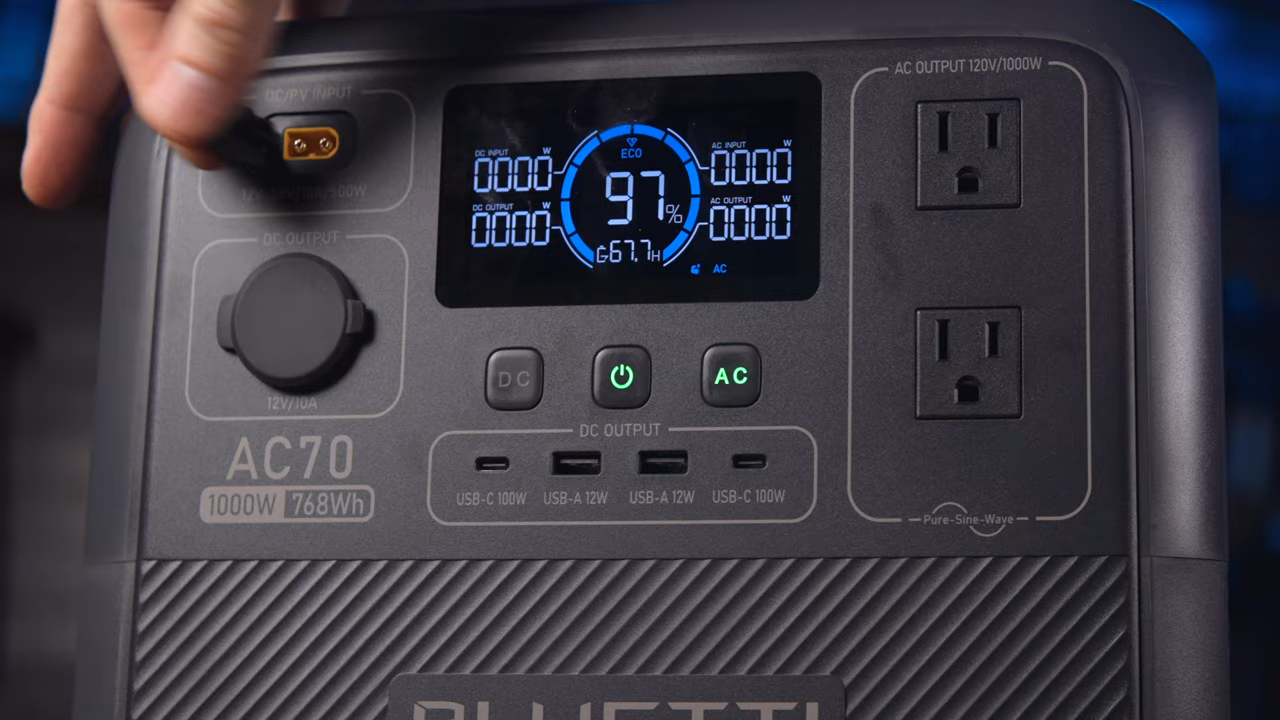 DC/PV INPUT
DC OUTPUT
12V/10A
AC70
1000W 768Wh
DC INPUT
0000 W
DC OUTPUT
0000 W
ECO
97 %
67.7H
AC INPUT
0000 W
AC OUTPUT
0000 W
AC
DC
AC
DC OUTPUT
USB-C 100W
USB-A 12W
USB-A 12W
USB-C 100W
AC OUTPUT 120V/1000W
Pure-Sine-Wave
BLUETTI